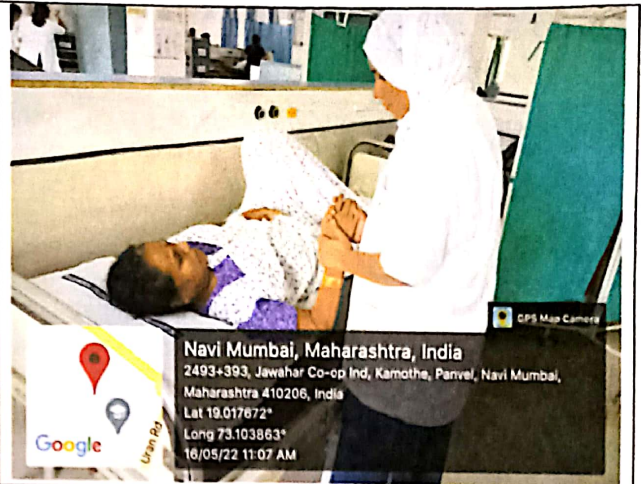 GPS Map Camera
Navi Mumbai, Maharashtra, India
2493+393, Jawahar Co-op Ind, Kamothe, Panvel, Navi Mumbai,
Maharashtra 410206, India
Lat 19.017672°
Long 73.103863°
16/05/22 11:07 AM
Google
Uran Rd